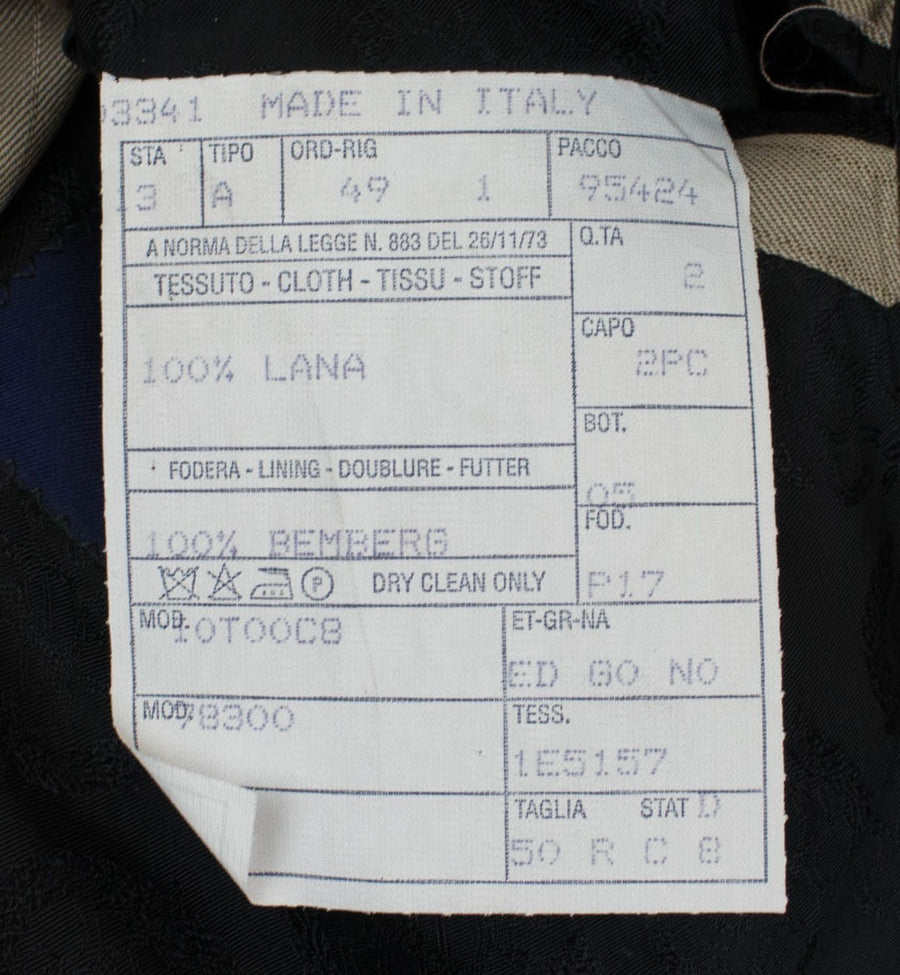 3341 MADE IN ITALY
STA TIPO ORD-RIG PACCO
3 A 49 1 95424
A NORMA DELLA LEGGE N. 883 DEL 26/11/73 Q.TA
TESSUTO - CLOTH - TISSU - STOFF 2
CAPO
100% LANA 2PC
BOT.
FODERA - LINING - DOUBLURE - FUTTER
05
FOD.
100% BEMBERG
P DRY CLEAN ONLY P17
MOD. 10T00C8 ET-GR-NA
ED GO NO
MOD. 78300 TESS.
1E5157
TAGLIA STAT D
50 R C 8